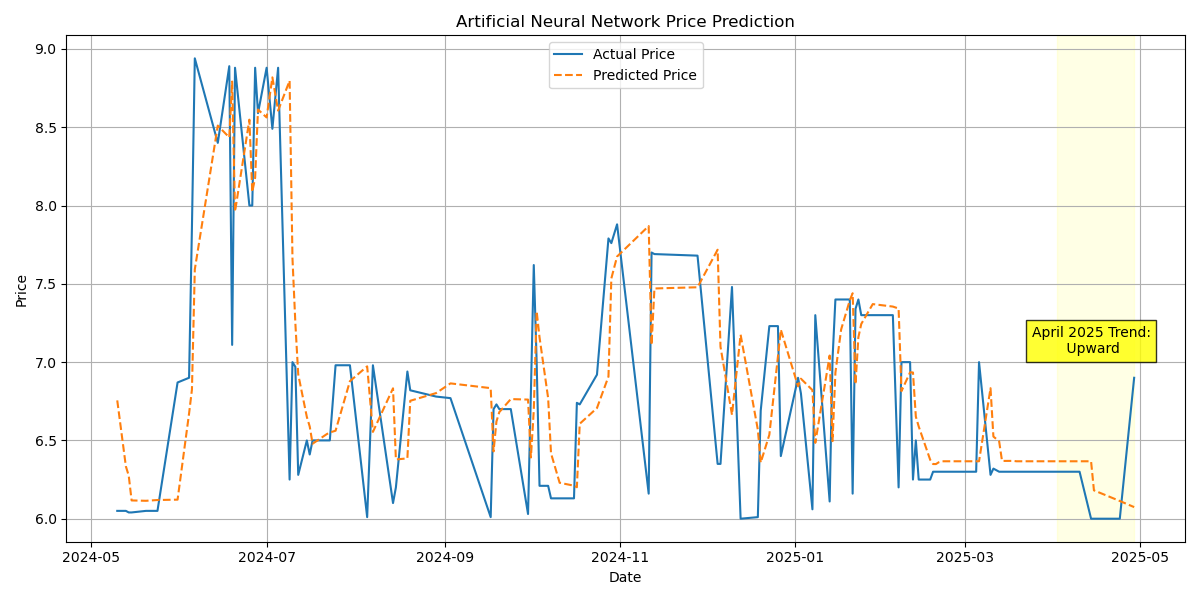 Artificial Neural Network Price Prediction
Actual Price
Predicted Price
9.0
8.5
8.0
7.5
7.0
6.5
6.0
Price
April 2025 Trend:
Upward
2024-05
2024-07
2024-09
2024-11
2025-01
2025-03
2025-05
Date